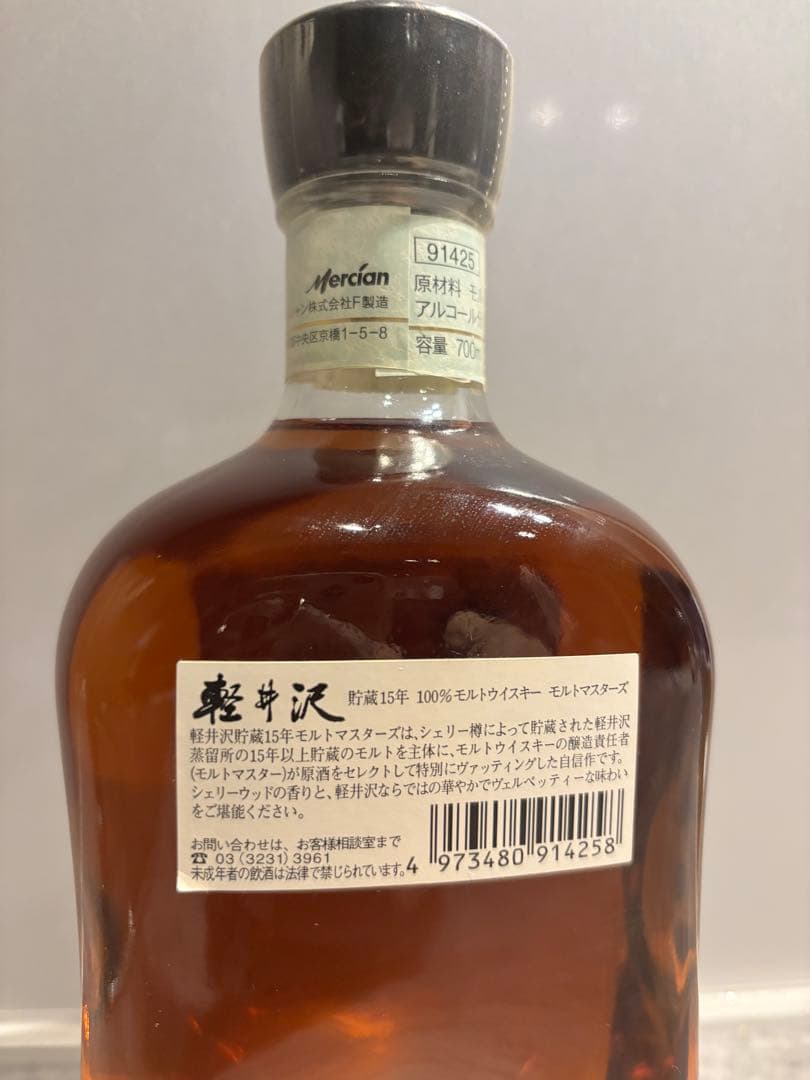 Mercian
ャン株式会社F製造
中央区京橋1-5-8
91425
原材料 モ
アルコール
容量 700m
軽井沢 貯蔵15年 100%モルトウイスキー モルトマスターズ
軽井沢貯蔵15年モルトマスターズは、シェリー樽によって貯蔵された軽井沢
蒸留所の15年以上貯蔵のモルトを主体に、モルトウイスキーの醸造責任者
(モルトマスター)が原酒をセレクトして特別にヴァッティングした自信作です。
シェリーウッドの香りと、軽井沢ならではの華やかでヴェルベッティーな味わい
をご堪能ください。
お問い合わせは、お客様相談室まで
☎ 03(3231)3961
未成年者の飲酒は法律で禁じられています。
4 973480 914258